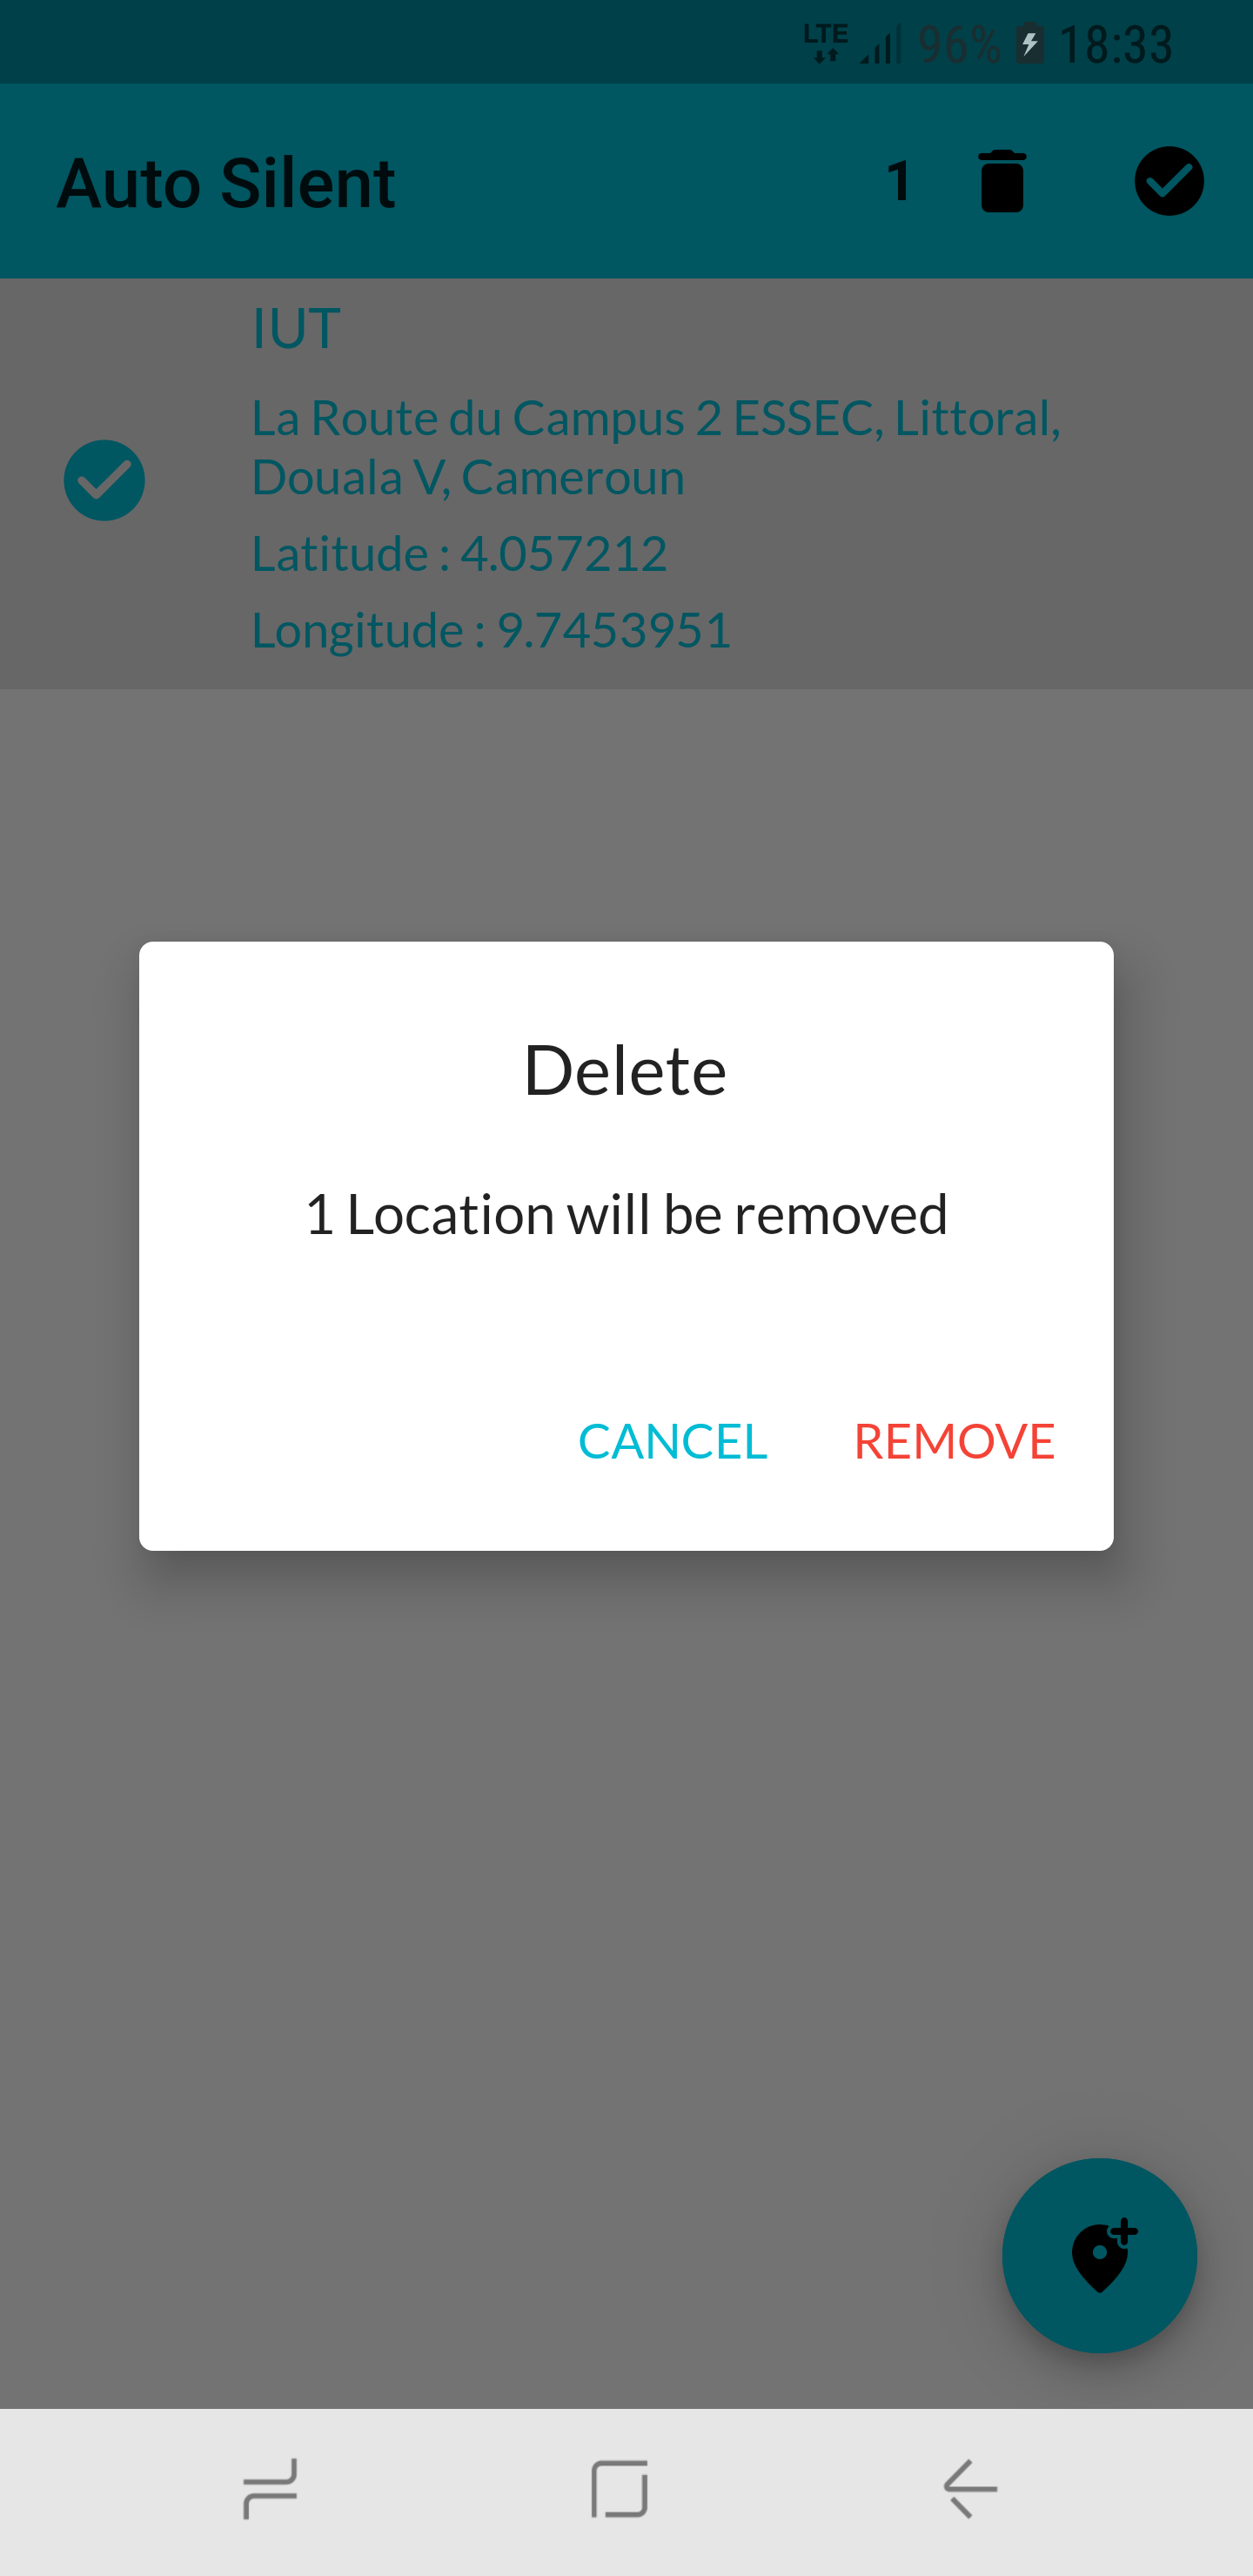 LTE 96% 18:33
Auto Silent 1
IUT
La Route du Campus 2 ESSEC, Littoral,
Douala V, Cameroun
Latitude : 4.057212
Longitude : 9.7453951
Delete
1 Location will be removed
CANCEL REMOVE